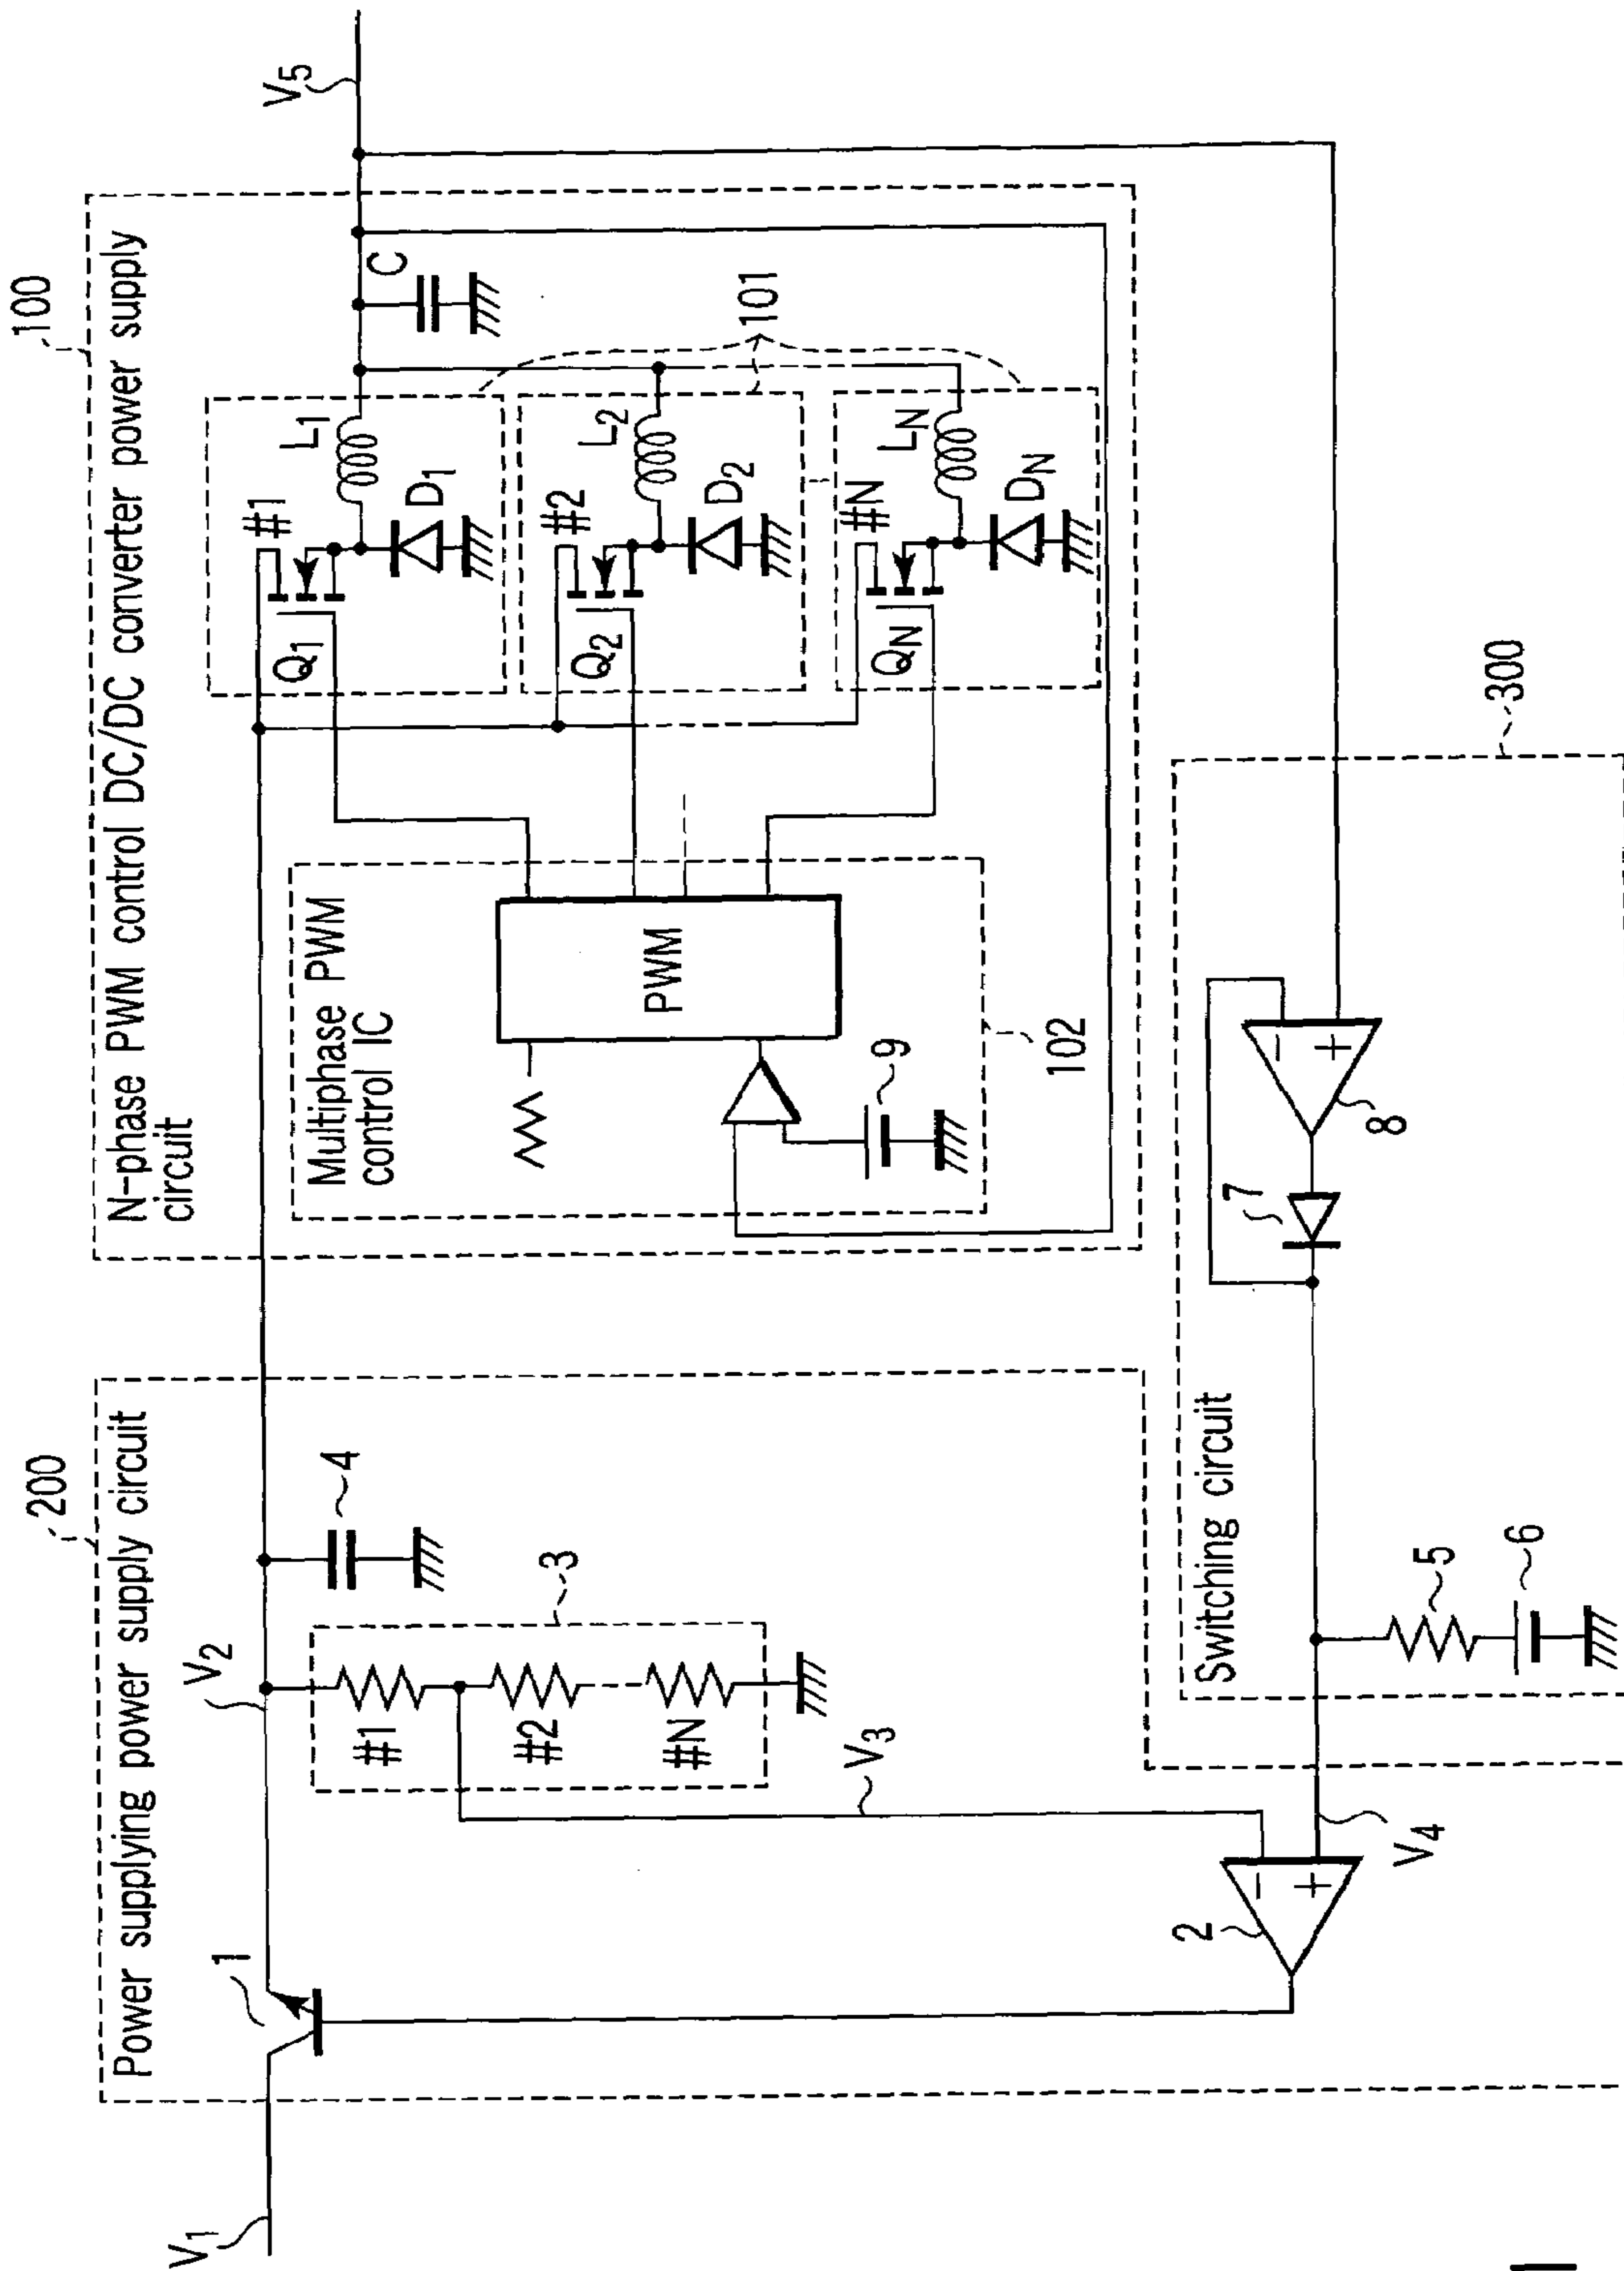 100
N-phase PWM control DC/DC converter power supply
circuit
200
Power supplying power supply circuit
V1
1
V2
4
3
#1
#2
#N
V3
2
−
+
V4
Multiphase PWM
control IC
PWM
9
102
#1
Q1
L1
D1
#2
Q2
L2
D2
#N
QN
LN
DN
101
C
V5
300
Switching circuit
5
6
7
8
−
+